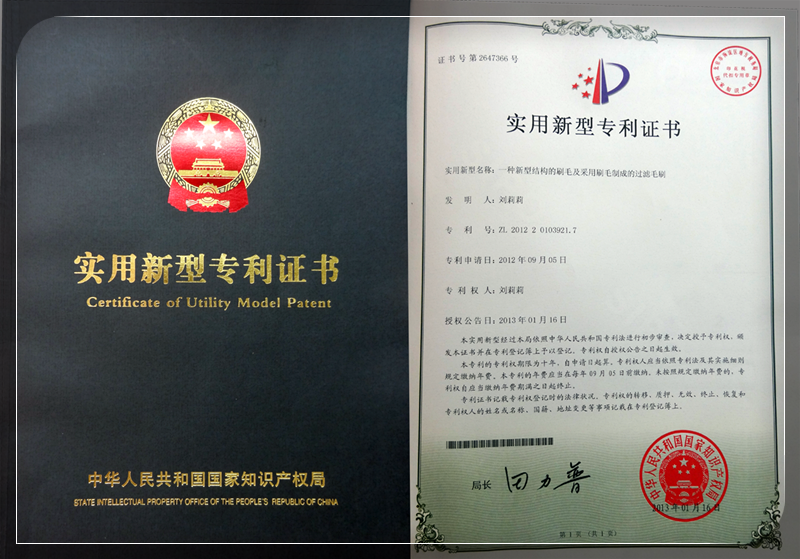 实用新型专利证书
Certificate of Utility Model Patent
中华人民共和国国家知识产权局
STATE INTELLECTUAL PROPERTY OFFICE OF THE PEOPLE'S REPUBLIC OF CHINA
证书号第2647366号
实用新型专利证书
实用新型名称：一种新型结构的刷毛及采用刷毛制成的过滤毛刷
发 明 人：刘莉莉
专 利 号：ZL 2012 2 0103921.7
专利申请日：2012年09月05日
专 利 权 人：刘莉莉
授权公告日：2013年01月16日
本实用新型经过本局依照中华人民共和国专利法进行初步审查，决定授予专利权，颁
发本证书并在专利登记簿上予以登记。专利权自授权公告之日起生效。
本专利的专利权期限为十年，自申请日起算。专利权人应当依照专利法及其实施细则
规定缴纳年费。本专利的年费应当在每年09月05日前缴纳。未按照规定缴纳年费的，专
利权自应当缴纳年费期满之日起终止。
专利证书记载专利权登记时的法律状况。专利权的转移、质押、无效、终止、恢复和
专利权人的姓名或名称、国籍、地址变更等事项记载在专利登记簿上。
局长 田力普
中华人民共和国国家知识产权局
2013年01月16日
第1页（共1页）